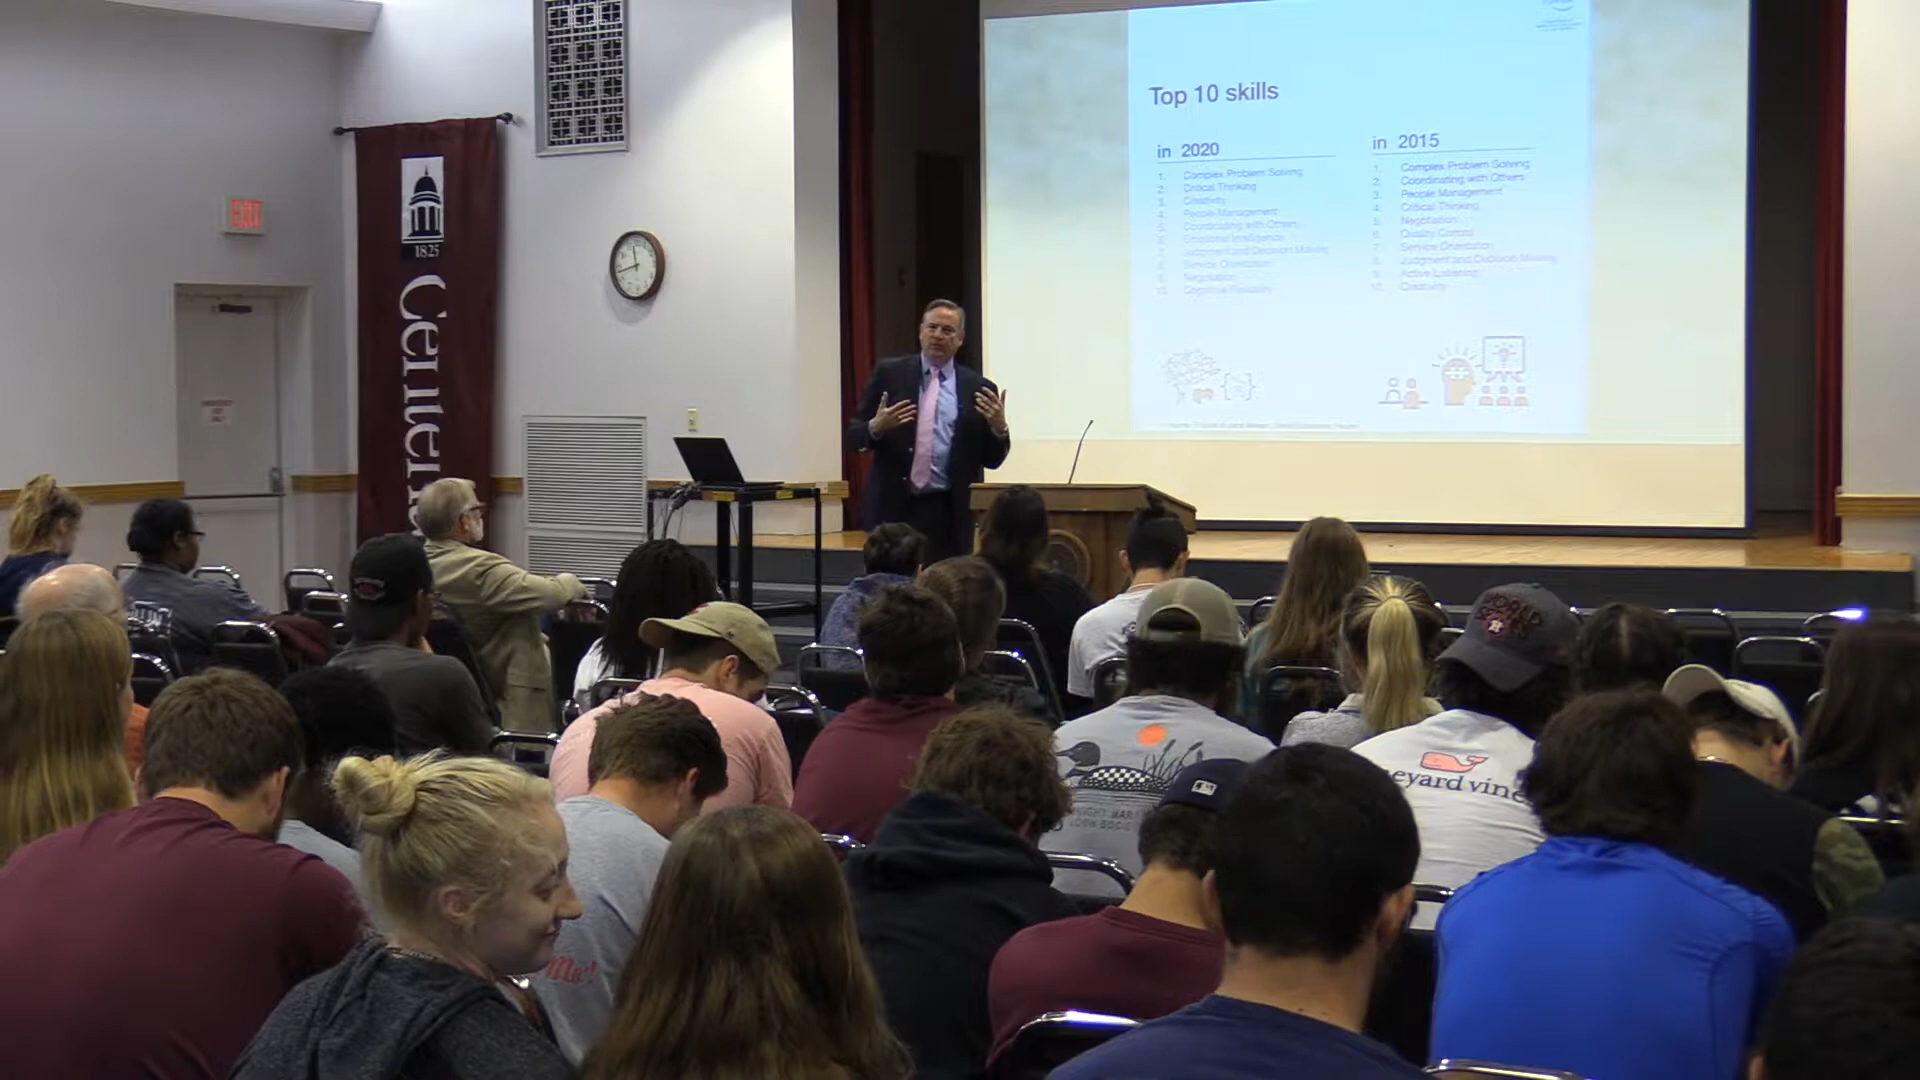 Top 10 skills
in 2020
1. Complex Problem Solving
2. Critical Thinking
3. Creativity
4. People Management
5. Coordinating with Others
6. Emotional Intelligence
7. Judgment and Decision Making
8. Service Orientation
9. Negotiation
10. Cognitive Flexibility
in 2015
1. Complex Problem Solving
2. Coordinating with Others
3. People Management
4. Critical Thinking
5. Negotiation
6. Quality Control
7. Service Orientation
8. Judgment and Decision Making
9. Active Listening
10. Creativity
EXIT
1825
Centen
eyard vine